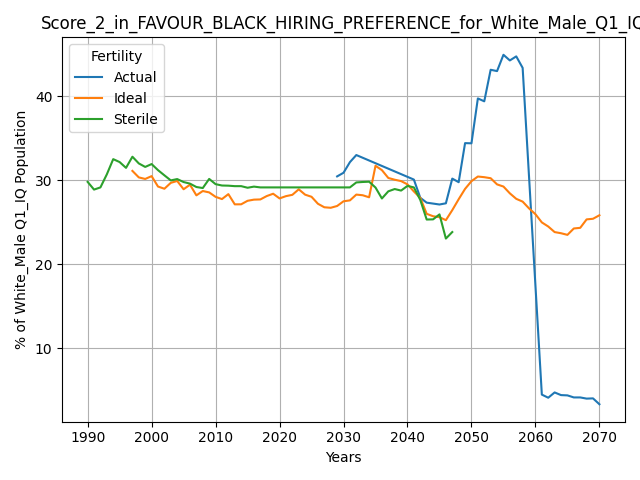 Score_2_in_FAVOUR_BLACK_HIRING_PREFERENCE_for_White_Male_Q1_IQ
Fertility
Actual
Ideal
Sterile
40
30
20
10
% of White_Male Q1_IQ Population
1990 2000 2010 2020 2030 2040 2050 2060 2070
Years